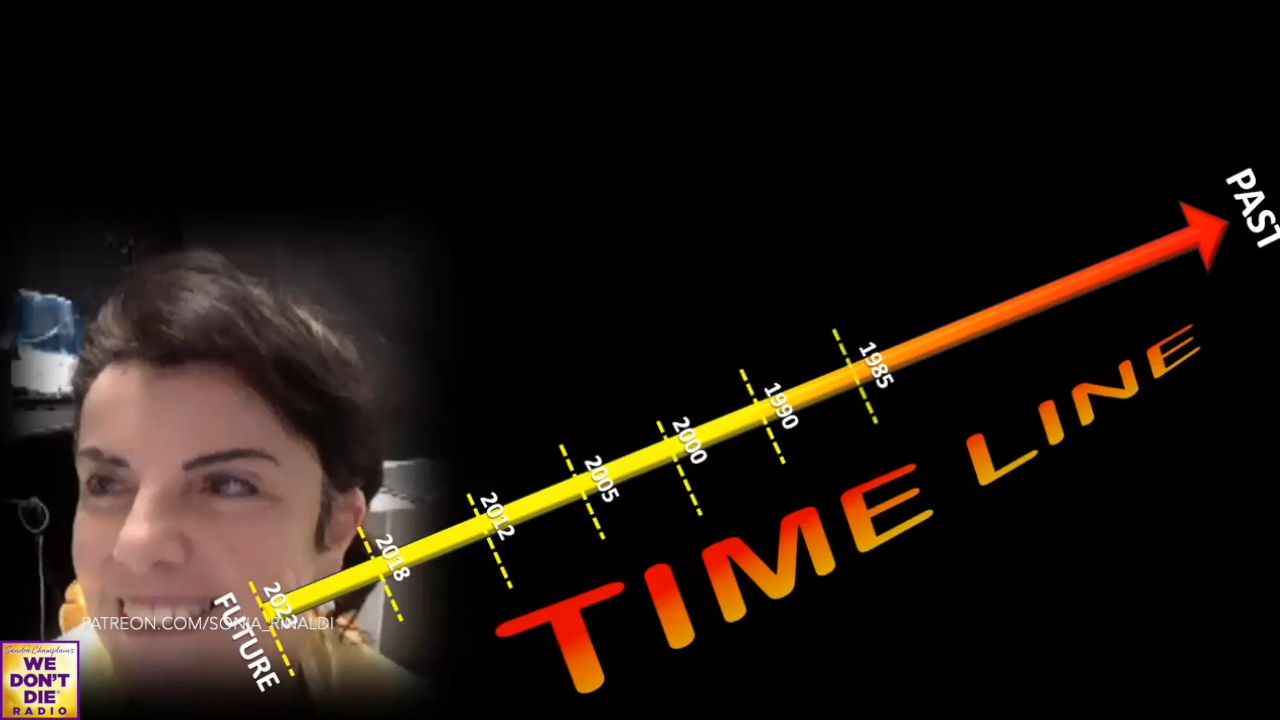 PAST
1985
1990
2000
2005
2012
2018
FUTURE
TIME LINE
PATREON.COM/SONIA_RINALDI
Sandra Champlain's
WE
DON'T
DIE
RADIO